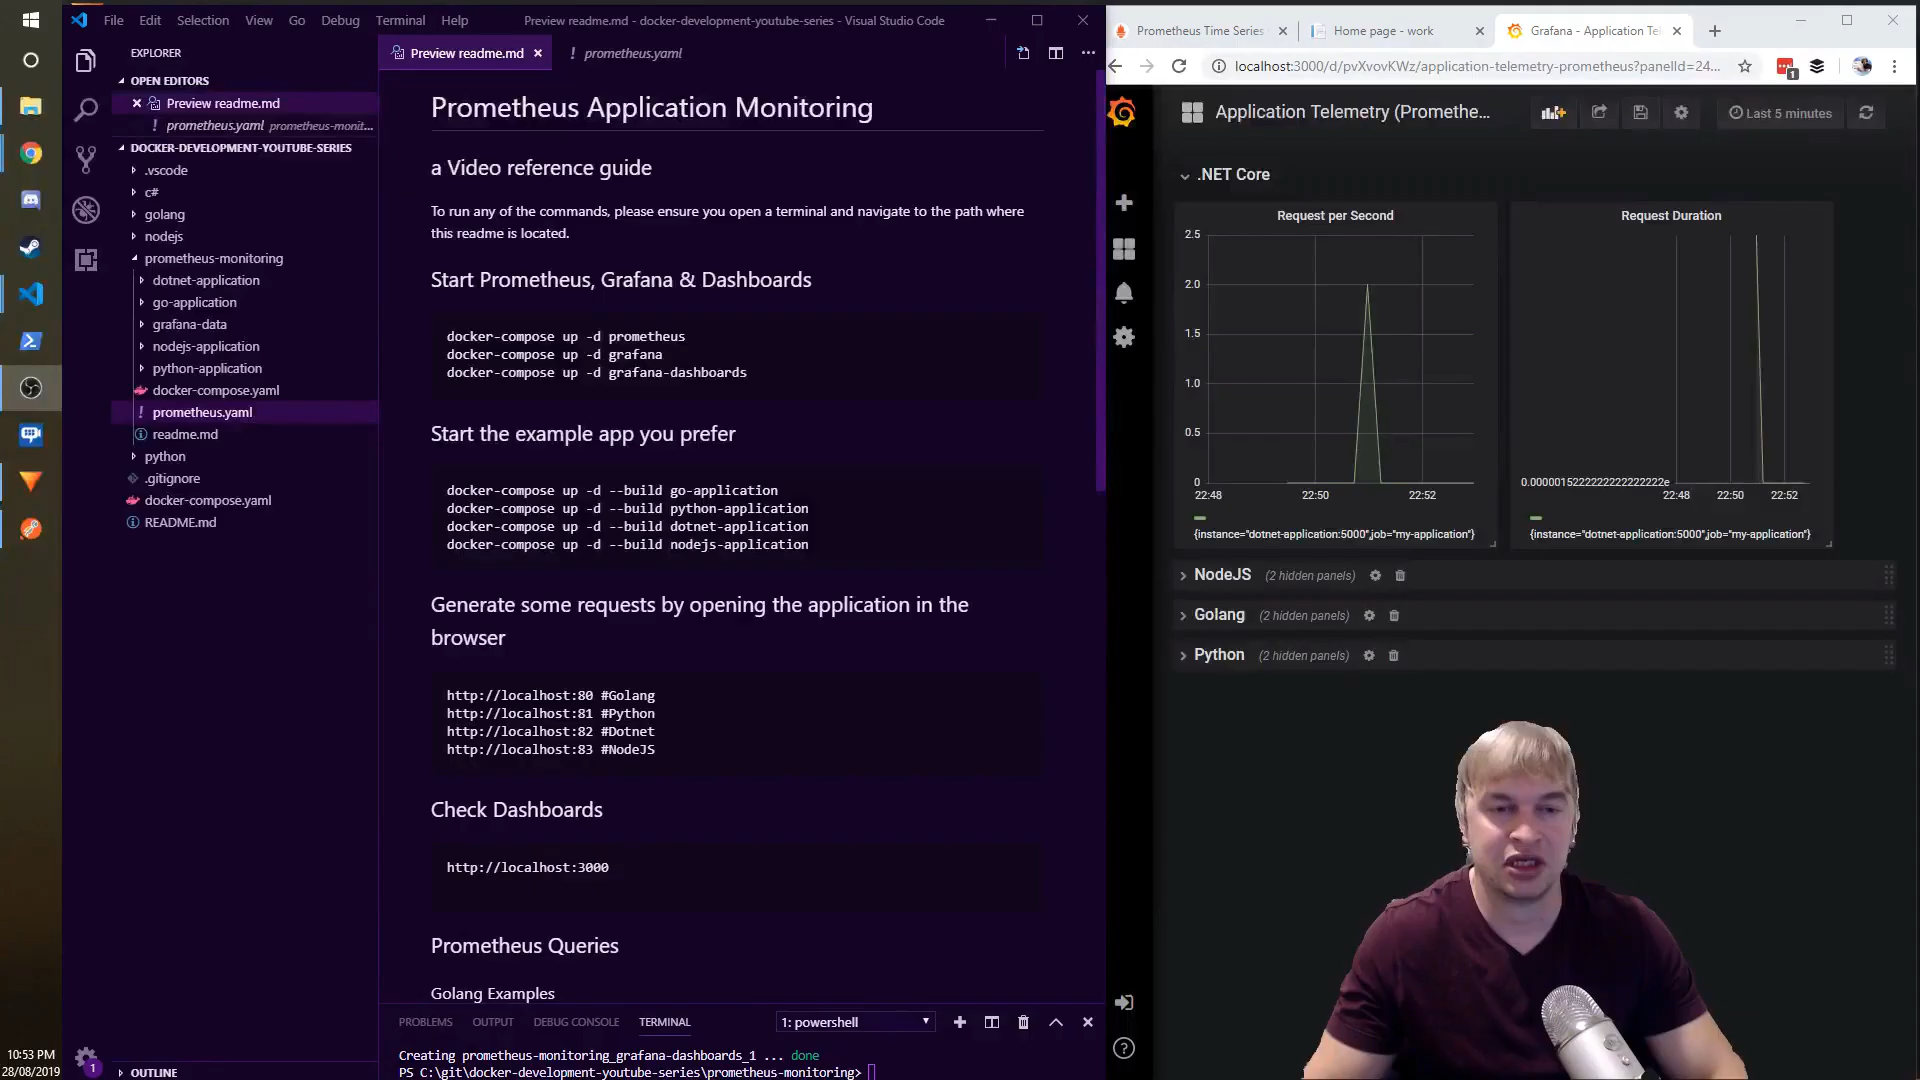 File Edit Selection View Go Debug Terminal Help
Preview readme.md - docker-development-youtube-series - Visual Studio Code
EXPLORER
OPEN EDITORS
Preview readme.md
prometheus.yaml prometheus-monit...
DOCKER-DEVELOPMENT-YOUTUBE-SERIES
.vscode
c#
golang
nodejs
prometheus-monitoring
dotnet-application
go-application
grafana-data
nodejs-application
python-application
docker-compose.yaml
prometheus.yaml
readme.md
python
.gitignore
docker-compose.yaml
README.md
OUTLINE
1
10:53 PM
28/08/2019
Preview readme.md
prometheus.yaml
Prometheus Application Monitoring
a Video reference guide
To run any of the commands, please ensure you open a terminal and navigate to the path where
this readme is located.
Start Prometheus, Grafana & Dashboards
docker-compose up -d prometheus
docker-compose up -d grafana
docker-compose up -d grafana-dashboards
Start the example app you prefer
docker-compose up -d --build go-application
docker-compose up -d --build python-application
docker-compose up -d --build dotnet-application
docker-compose up -d --build nodejs-application
Generate some requests by opening the application in the
browser
http://localhost:80 #Golang
http://localhost:81 #Python
http://localhost:82 #Dotnet
http://localhost:83 #NodeJS
Check Dashboards
http://localhost:3000
Prometheus Queries
Golang Examples
PROBLEMS OUTPUT DEBUG CONSOLE TERMINAL
1: powershell
Creating prometheus-monitoring_grafana-dashboards_1 ... done
PS C:\git\docker-development-youtube-series\prometheus-monitoring>
Prometheus Time Series
Home page - work
Grafana - Application Te
localhost:3000/d/pvXvovKWz/application-telemetry-prometheus?panelId=24...
1
Application Telemetry (Promethe...
Last 5 minutes
.NET Core
Request per Second
2.5
2.0
1.5
1.0
0.5
0
22:48 22:50 22:52
{instance="dotnet-application:5000",job="my-application"}
Request Duration
22:48 22:50 22:52
{instance="dotnet-application:5000",job="my-application"}
NodeJS (2 hidden panels)
Golang (2 hidden panels)
Python (2 hidden panels)